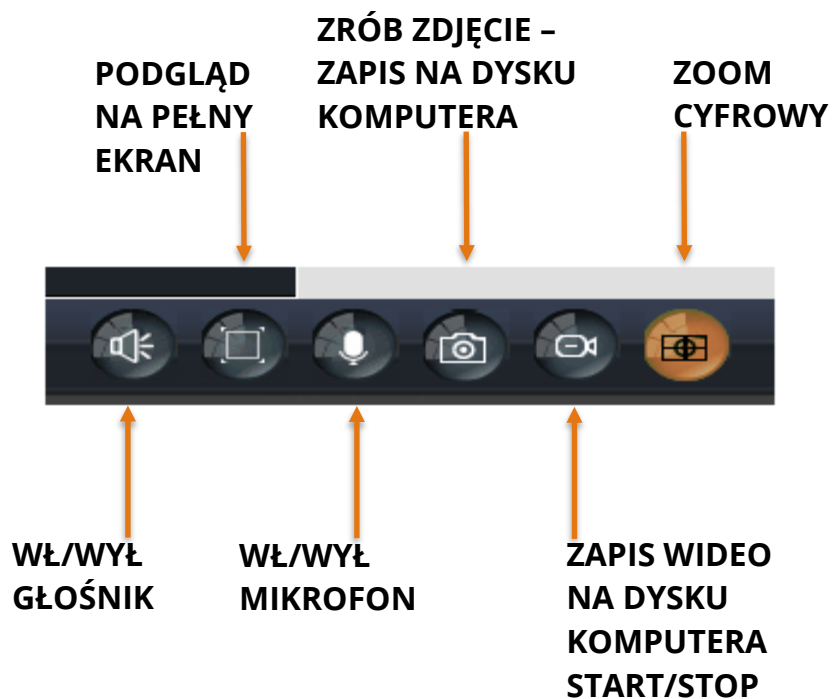 PODGLĄD
NA PEŁNY
EKRAN
ZRÓB ZDJĘCIE –
ZAPIS NA DYSKU
KOMPUTERA
ZOOM
CYFROWY
WŁ/WYŁ
GŁOŚNIK
WŁ/WYŁ
MIKROFON
ZAPIS WIDEO
NA DYSKU
KOMPUTERA
START/STOP